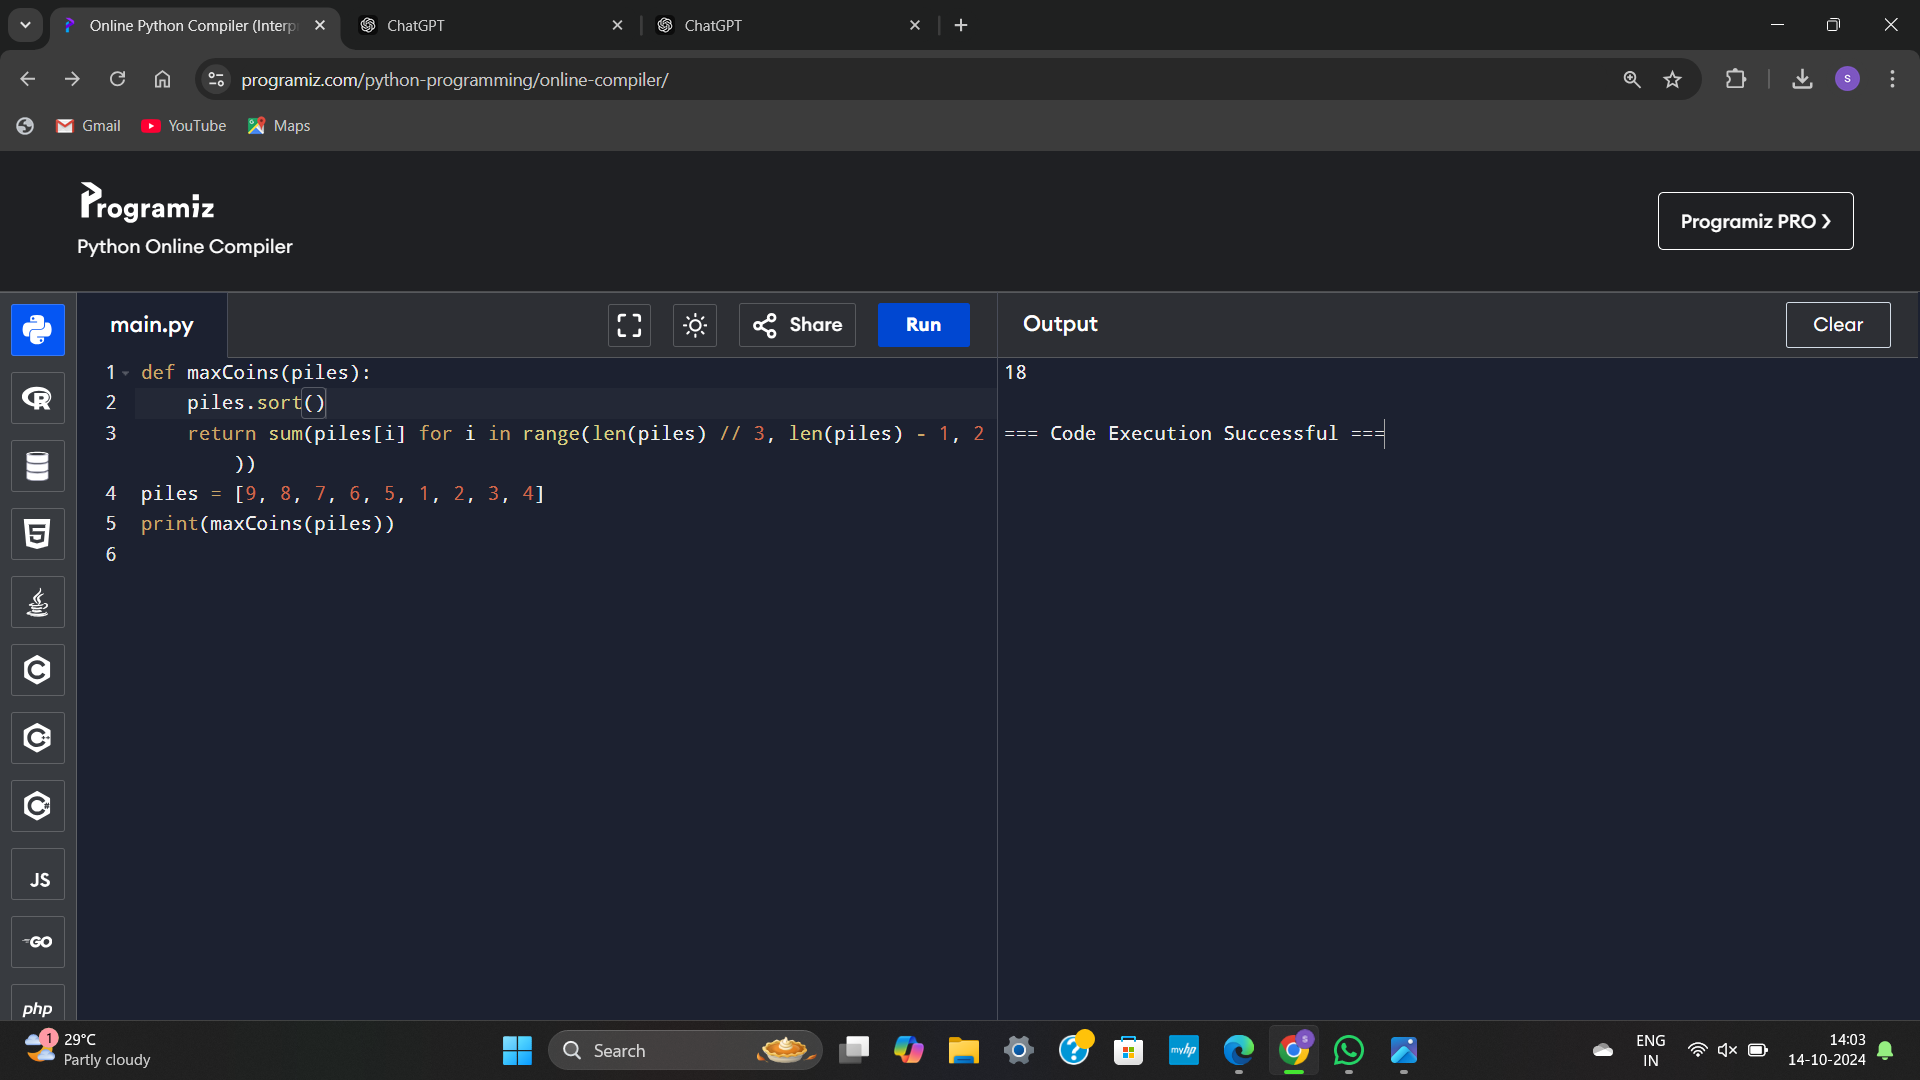 Online Python Compiler (Interp
ChatGPT
ChatGPT
programiz.com/python-programming/online-compiler/
S
Gmail
YouTube
Maps
Programiz
Python Online Compiler
Programiz PRO ❯
main.py
Share
Run
Output
Clear
1 def maxCoins(piles):
2 piles.sort()
3 return sum(piles[i] for i in range(len(piles) // 3, len(piles) - 1, 2
))
4 piles = [9, 8, 7, 6, 5, 1, 2, 3, 4]
5 print(maxCoins(piles))
6
18
=== Code Execution Successful ===
R
5
C
C++
C#
JS
GO
php
1
29°C
Partly cloudy
Search
myhp
S
ENG
IN
14:03
14-10-2024